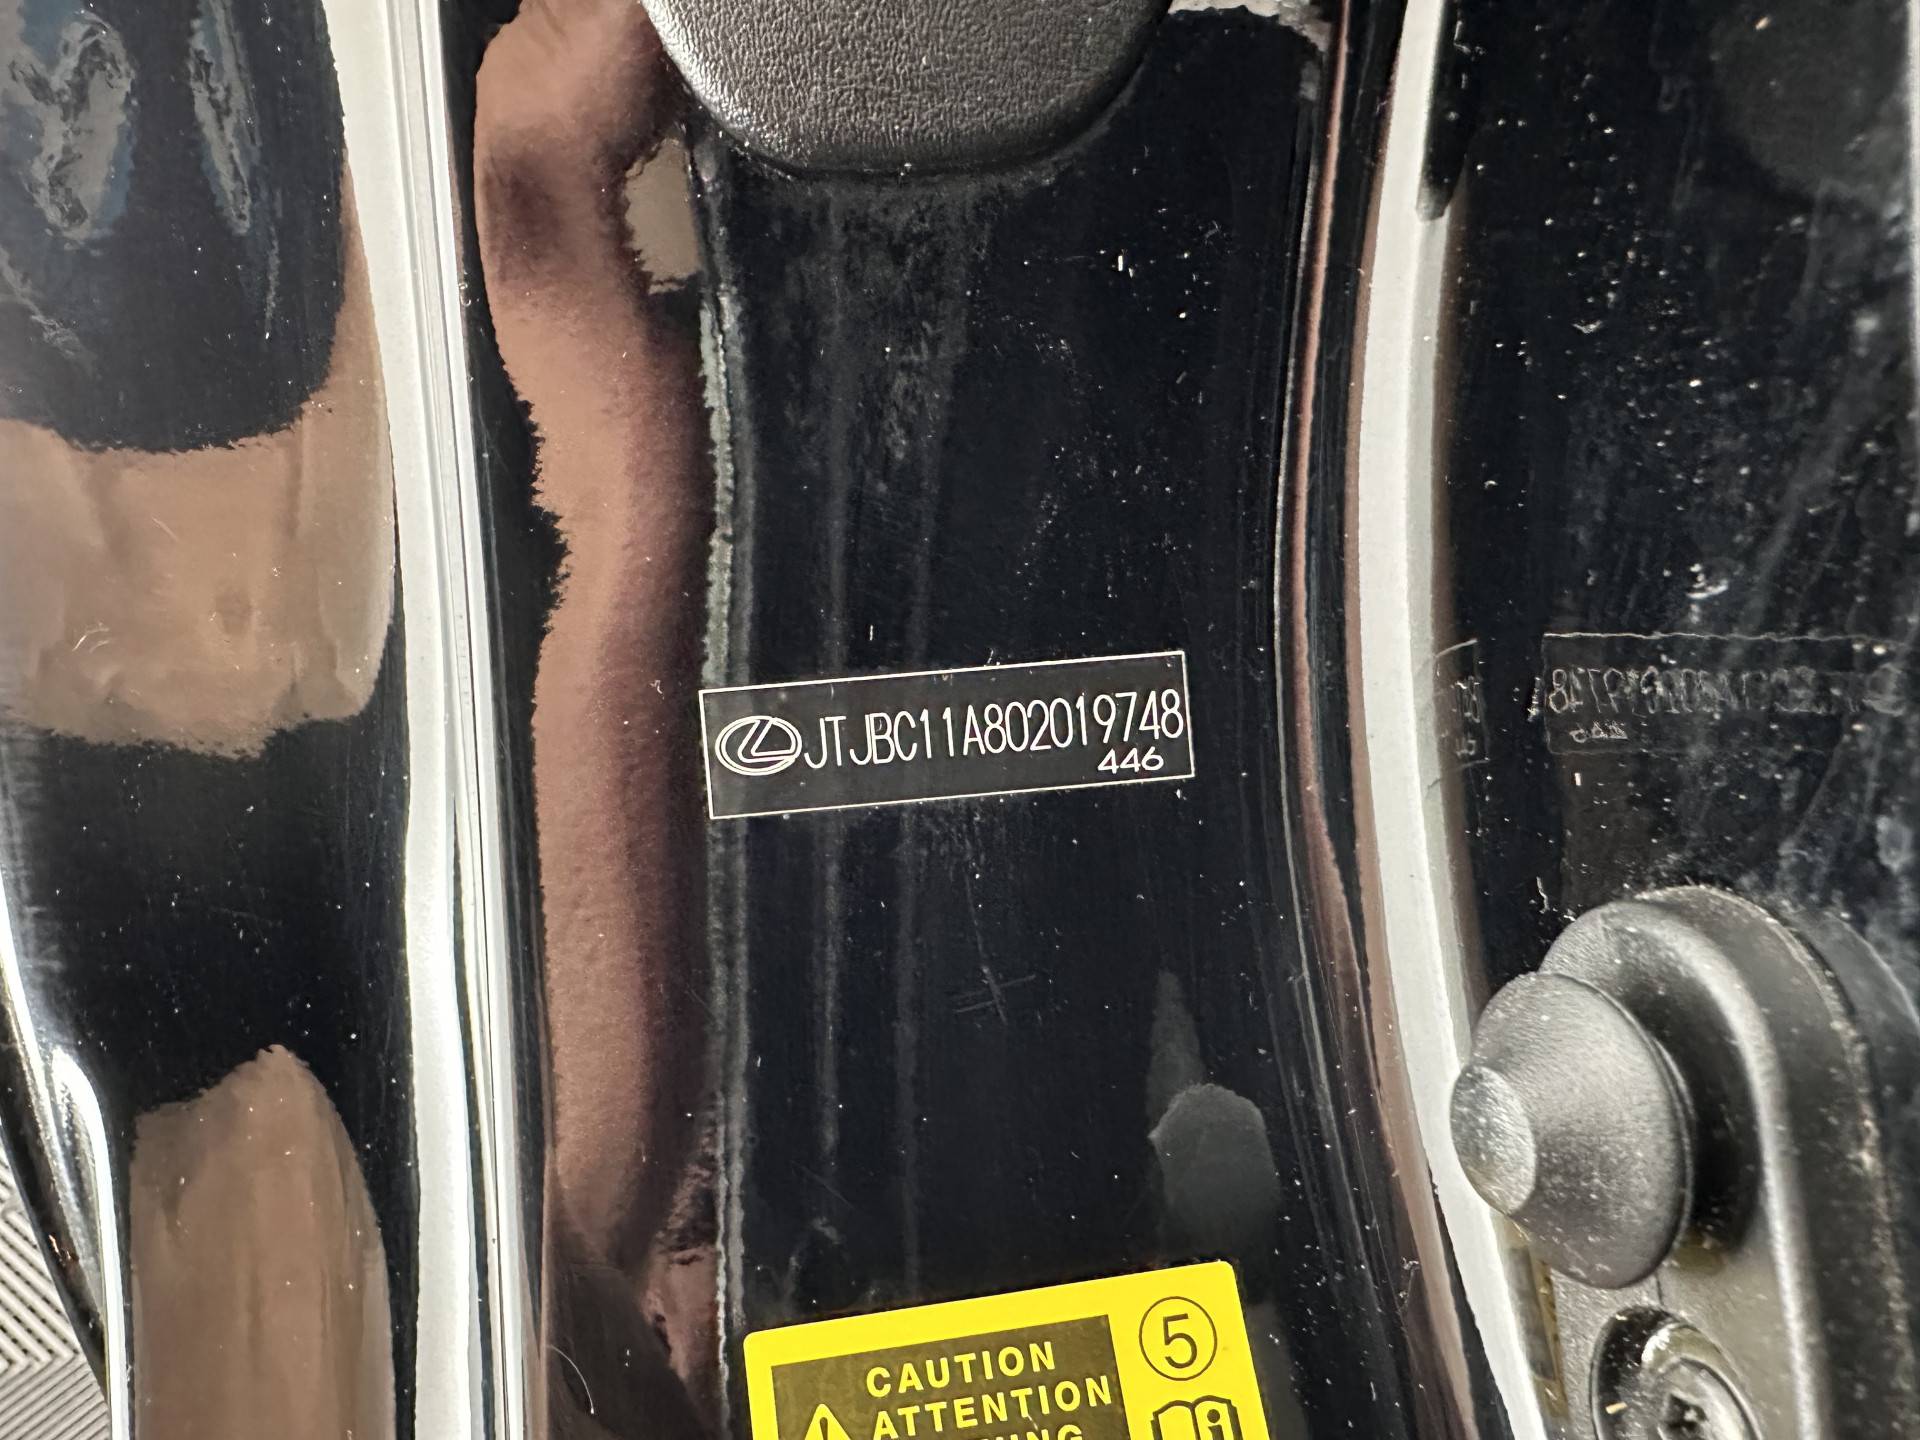 JTJBC11A802019748
446
CAUTION
5
ATTENTION